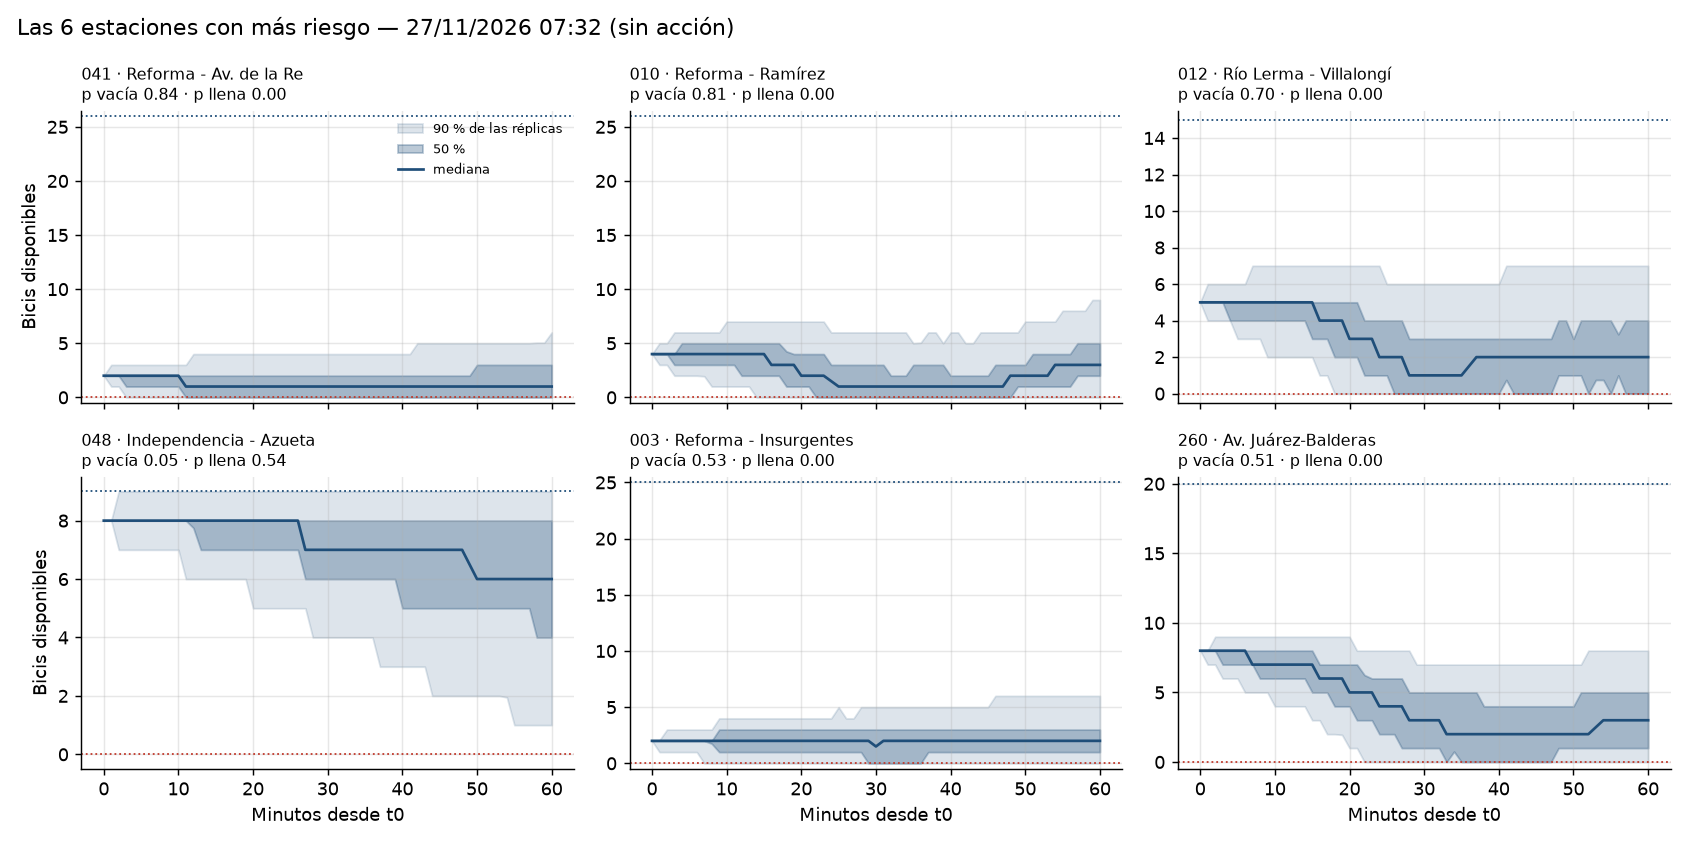 Las 6 estaciones con más riesgo — 27/11/2026 07:32 (sin acción)
041 · Reforma - Av. de la Re
p vacía 0.84 · p llena 0.00
Bicis disponibles
25
20
15
10
5
0
90 % de las réplicas
50 %
mediana
010 · Reforma - Ramírez
p vacía 0.81 · p llena 0.00
25
20
15
10
5
0
012 · Río Lerma - Villalongí
p vacía 0.70 · p llena 0.00
14
12
10
8
6
4
2
0
048 · Independencia - Azueta
p vacía 0.05 · p llena 0.54
Bicis disponibles
8
6
4
2
0
0 10 20 30 40 50 60
Minutos desde t0
003 · Reforma - Insurgentes
p vacía 0.53 · p llena 0.00
25
20
15
10
5
0
0 10 20 30 40 50 60
Minutos desde t0
260 · Av. Juárez-Balderas
p vacía 0.51 · p llena 0.00
20
15
10
5
0
0 10 20 30 40 50 60
Minutos desde t0